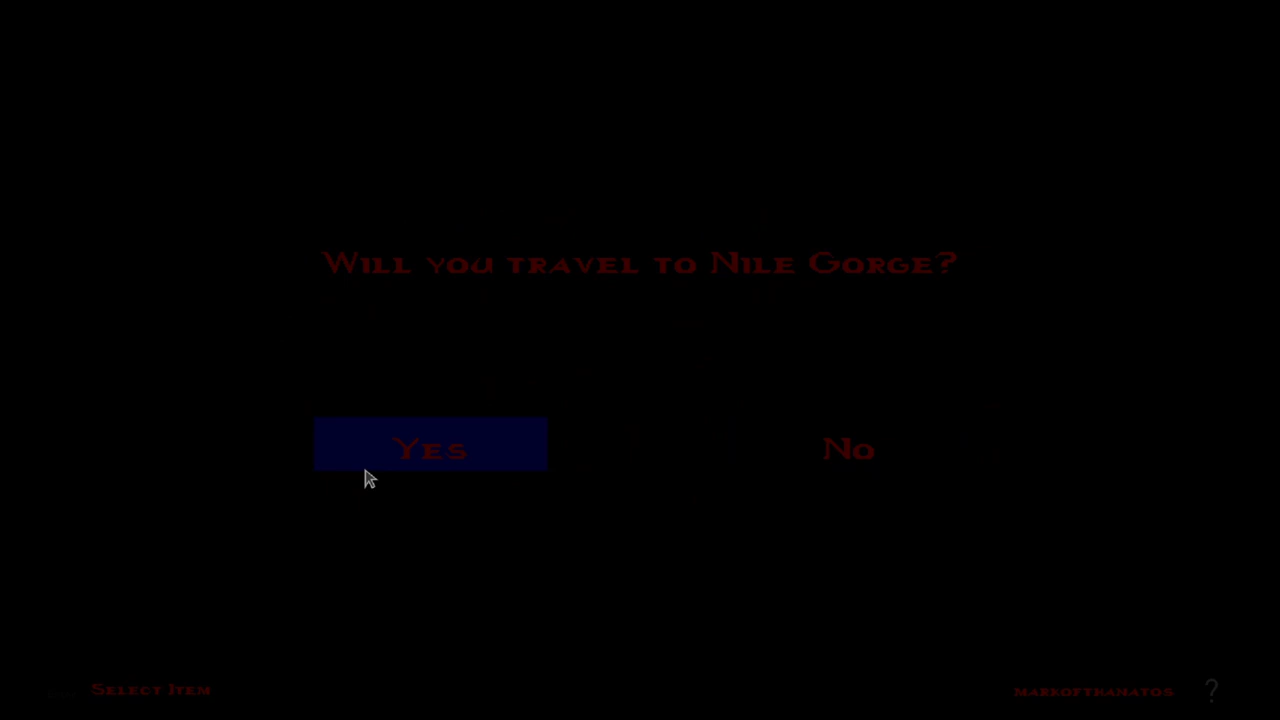 Will you travel to Nile Gorge?
Yes
No
Select Item
markofthanatos
?